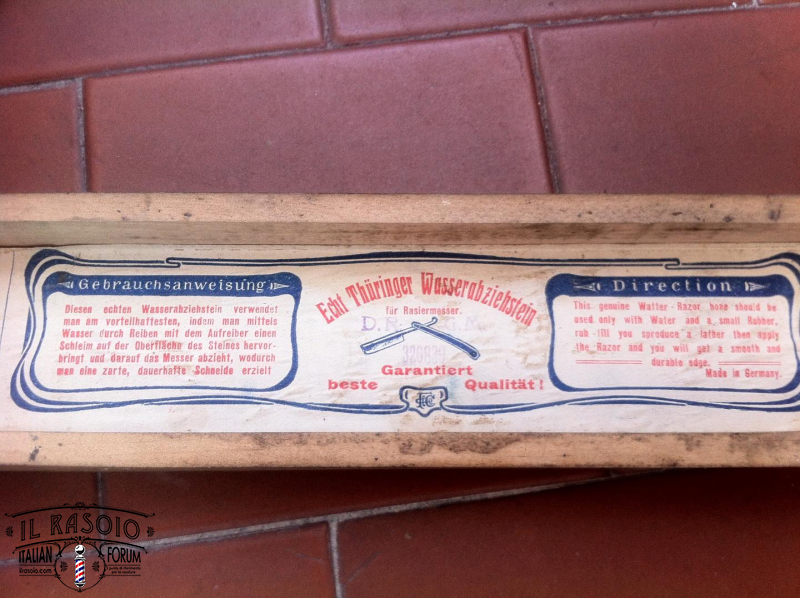 Gebrauchsanweisung
Diesen echten Wasserabziehstein verwendet
man am vorteilhaftesten, indem man mittels
Wasser durch Reiben mit dem Aufreiber einen
Schleim auf der Oberfläche des Steines hervor-
bringt und darauf das Messer abzieht, wodurch
man eine zarte, dauerhafte Schneide erzielt
Echt Thüringer Wasserabziehstein
für Rasiermesser.
D. R.
Garantiert
beste Qualität!
Direction
This genuine Watter-Razor hone should be
used only with Water and a small Rubber,
rub till you sproduce a lather then apply
the Razor and you will get a smooth and
durable edge.
Made in Germany.
IL RASOIO
ITALIAN FORUM
ilrasoio.com